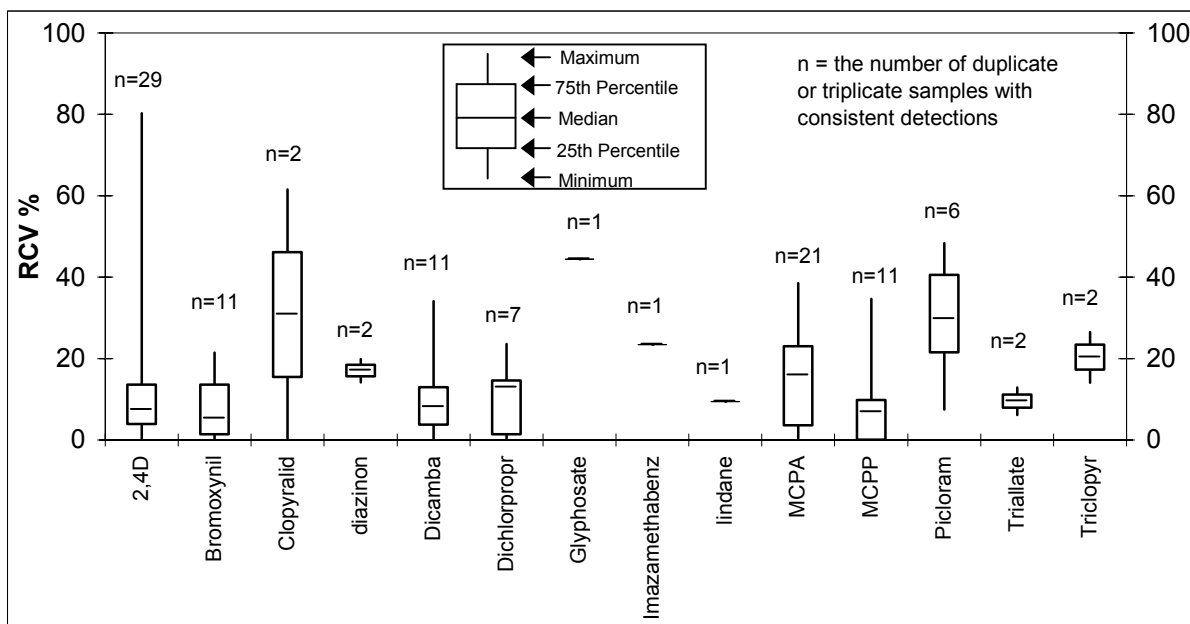 100
80
60
40
20
0
RCV %
100
80
60
40
20
0
Maximum
75th Percentile
Median
25th Percentile
Minimum
n = the number of duplicate
or triplicate samples with
consistent detections
n=29
n=11
n=2
n=2
n=11
n=7
n=1
n=1
n=1
n=21
n=11
n=6
n=2
n=2
2,4D
Bromoxynil
Clopyralid
diazinon
Dicamba
Dichlorpropr
Glyphosate
Imazamethabenz
lindane
MCPA
MCPP
Picloram
Triallate
Triclopyr